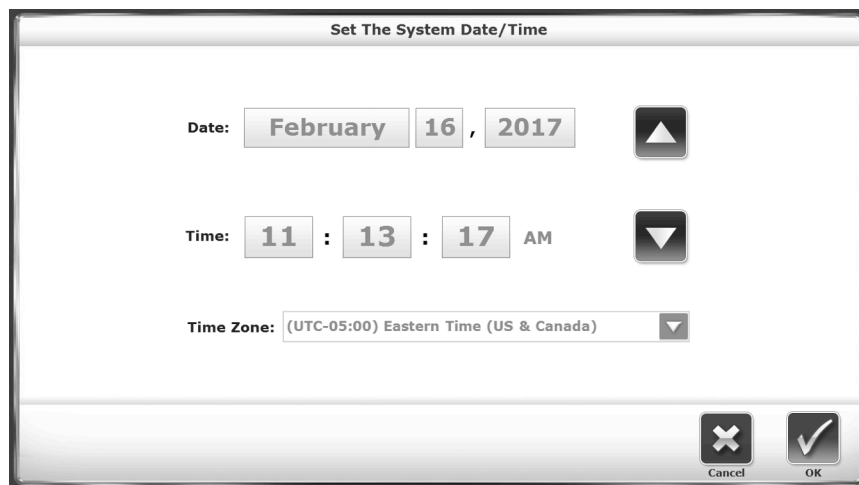 Set The System Date/Time
Date: February 16 , 2017
Time: 11 : 13 : 17 AM
Time Zone: (UTC-05:00) Eastern Time (US & Canada)
Cancel OK